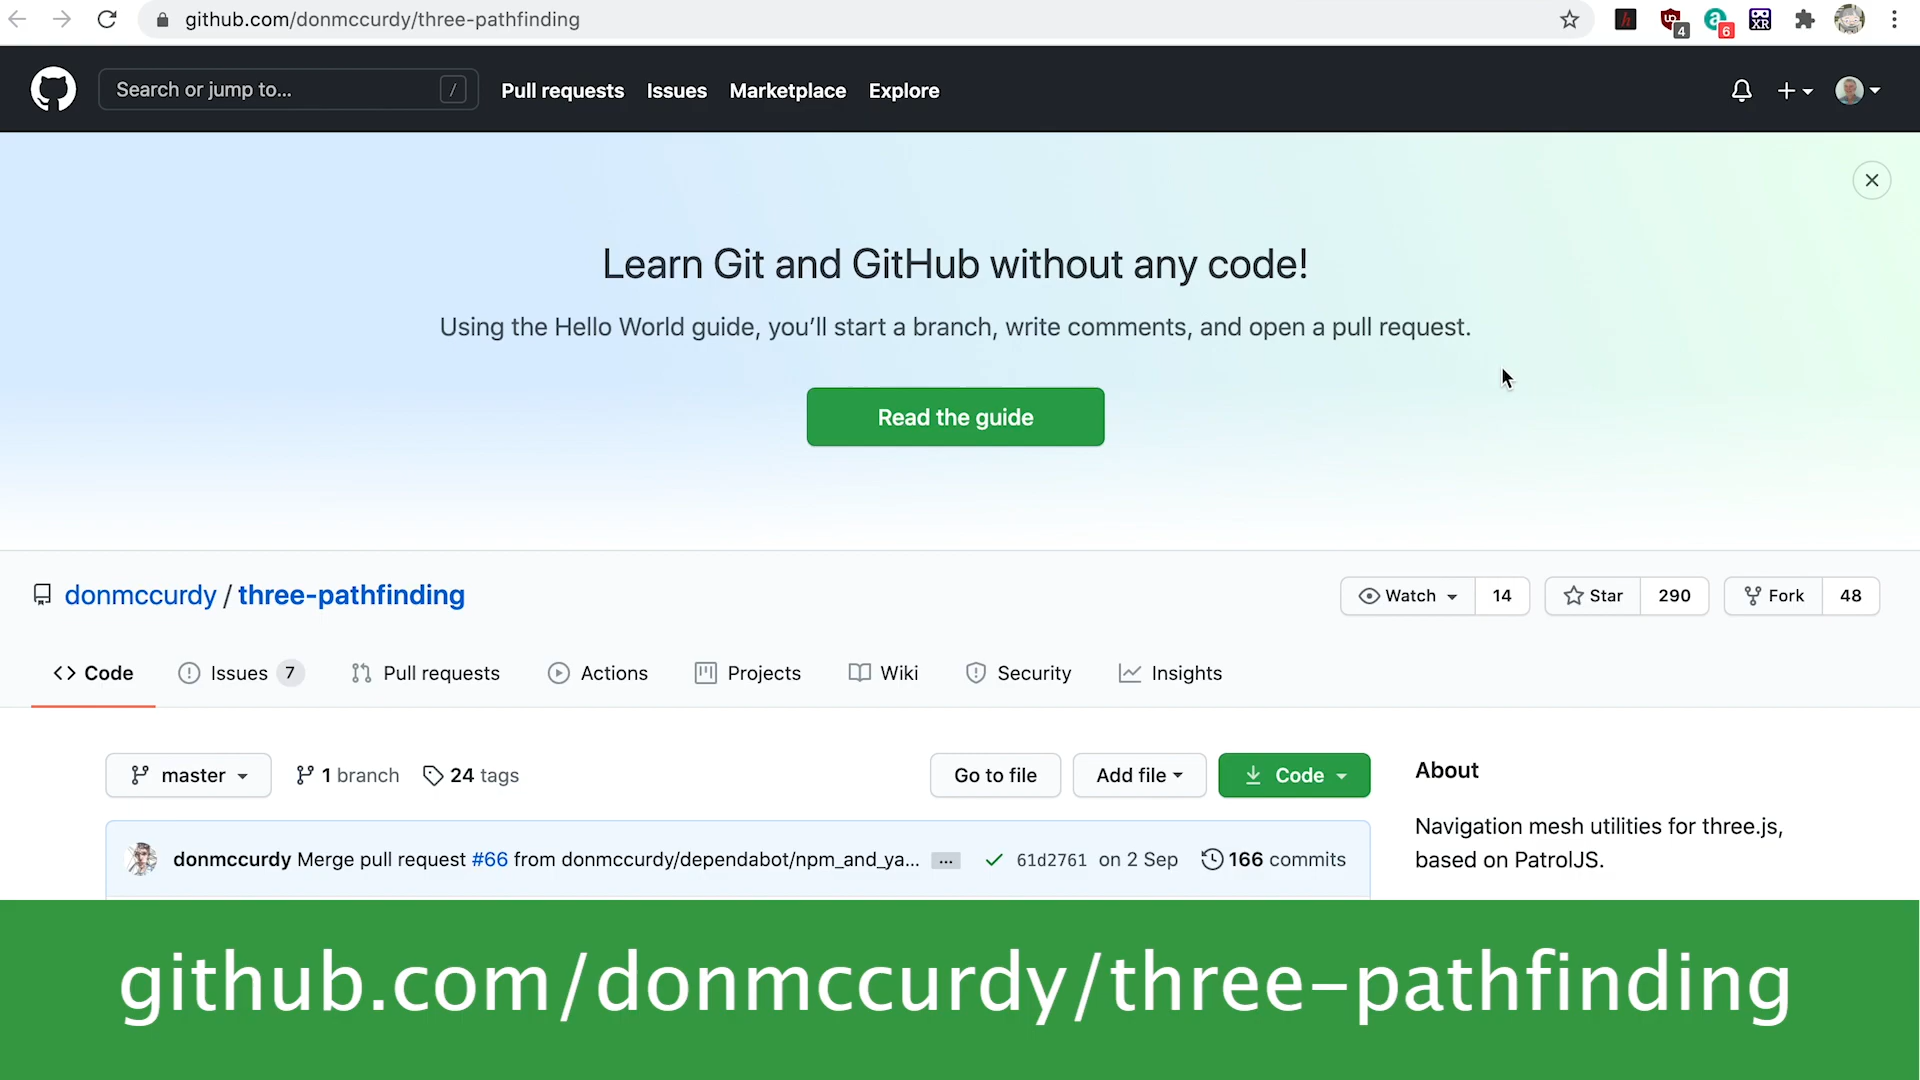 github.com/donmccurdy/three-pathfinding
4
6
XR
Search or jump to... / Pull requests Issues Marketplace Explore
Learn Git and GitHub without any code!
Using the Hello World guide, you’ll start a branch, write comments, and open a pull request.
Read the guide
donmccurdy / three-pathfinding
Watch 14 Star 290 Fork 48
Code Issues 7 Pull requests Actions Projects Wiki Security Insights
master 1 branch 24 tags Go to file Add file Code
About
Navigation mesh utilities for three.js,
based on PatrolJS.
donmccurdy Merge pull request #66 from donmccurdy/dependabot/npm_and_ya... ... 61d2761 on 2 Sep 166 commits
github.com/donmccurdy/three-pathfinding